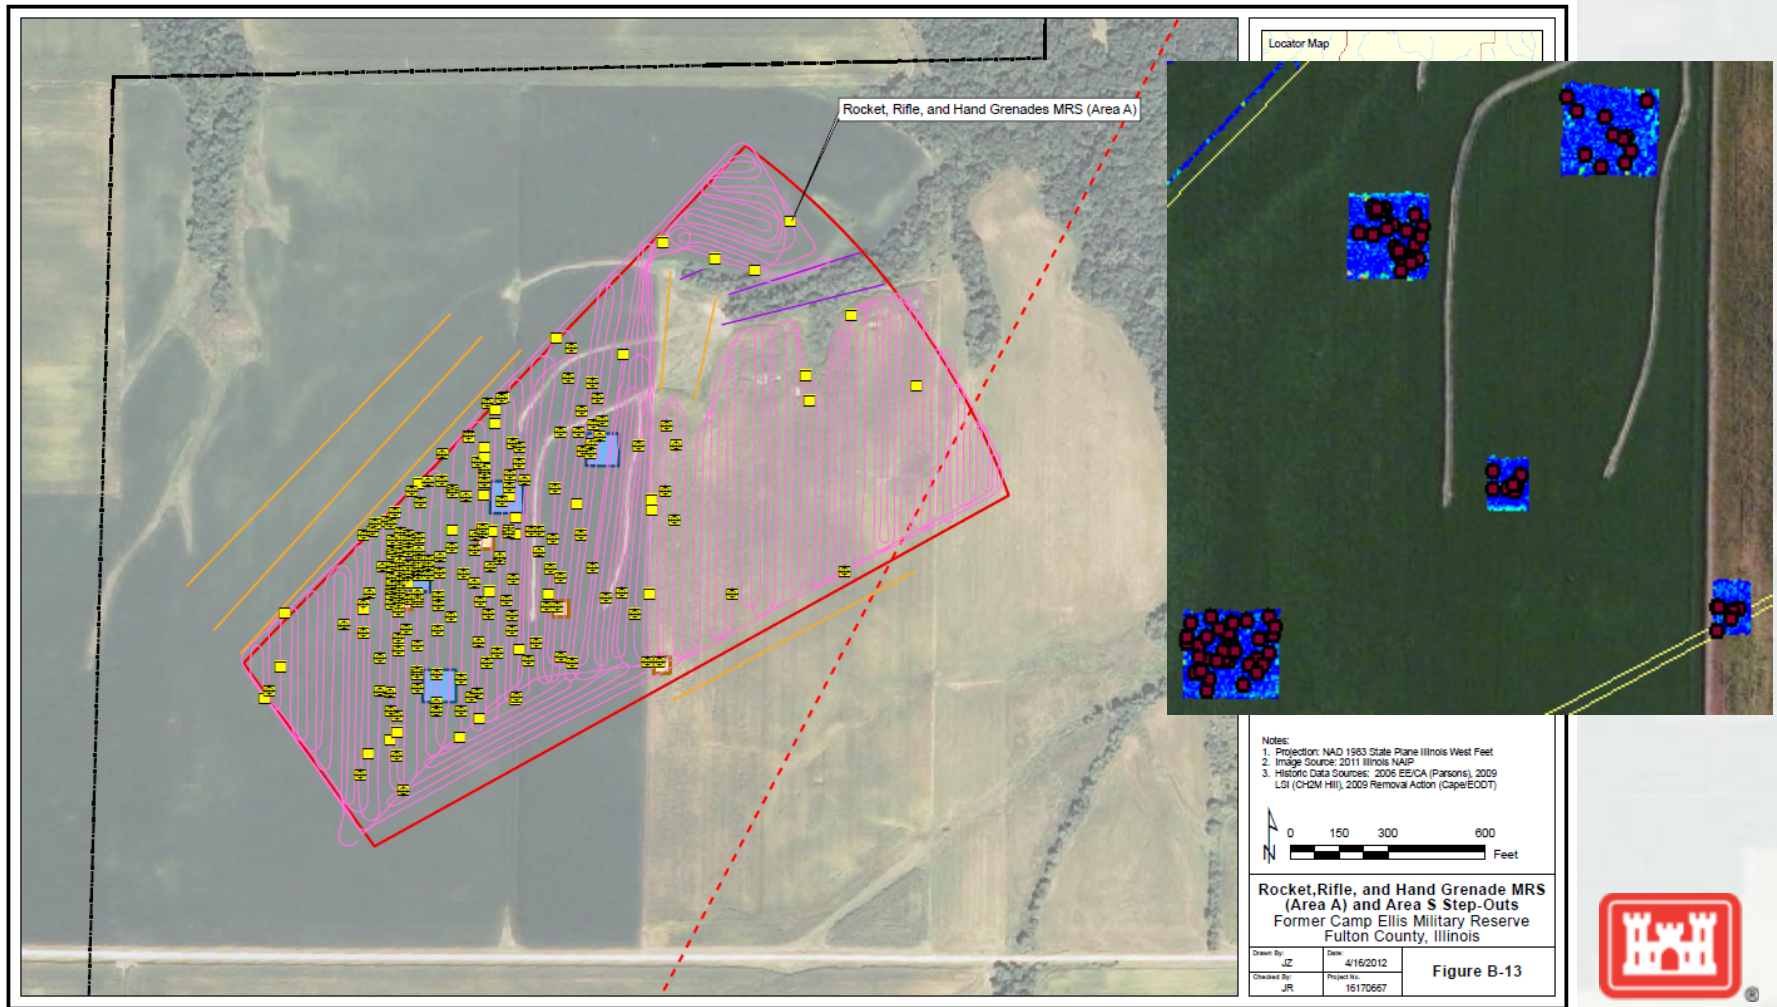 Rocket, Rifle, and Hand Grenades MRS (Area A)
Locator Map
Notes:
1. Projection: NAD 1983 State Plane Illinois West Feet
2. Image Source: 2011 Illinois NAIP
3. Historic Data Sources: 2006 EE/CA (Parsons), 2009
LSI (CH2M Hill), 2009 Removal Action (Cape/EODT)
N
0 150 300 600
Feet
Rocket,Rifle, and Hand Grenade MRS
(Area A) and Area S Step-Outs
Former Camp Ellis Military Reserve
Fulton County, Illinois
Drawn By:
JZ
Date:
4/16/2012
Checked By:
JR
Project No.
16170667
Figure B-13
®